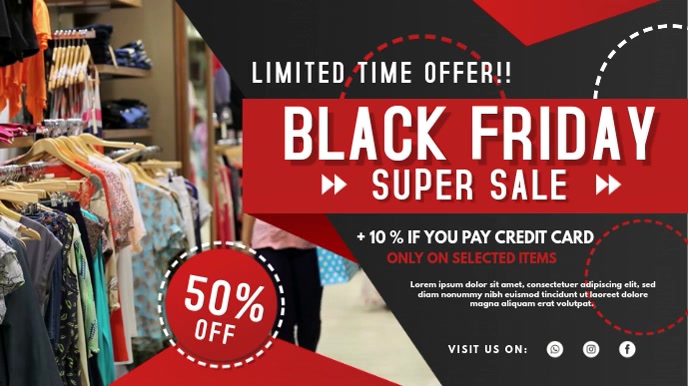 LIMITED TIME OFFER!!
BLACK FRIDAY
SUPER SALE
+ 10 % IF YOU PAY CREDIT CARD
ONLY ON SELECTED ITEMS
Lorem ipsum dolor sit amet, consectetuer adipiscing elit, sed
diam nonummy nibh euismod tincidunt ut laoreet dolore
magna aliquam erat volutpat.
50%
OFF
VISIT US ON: